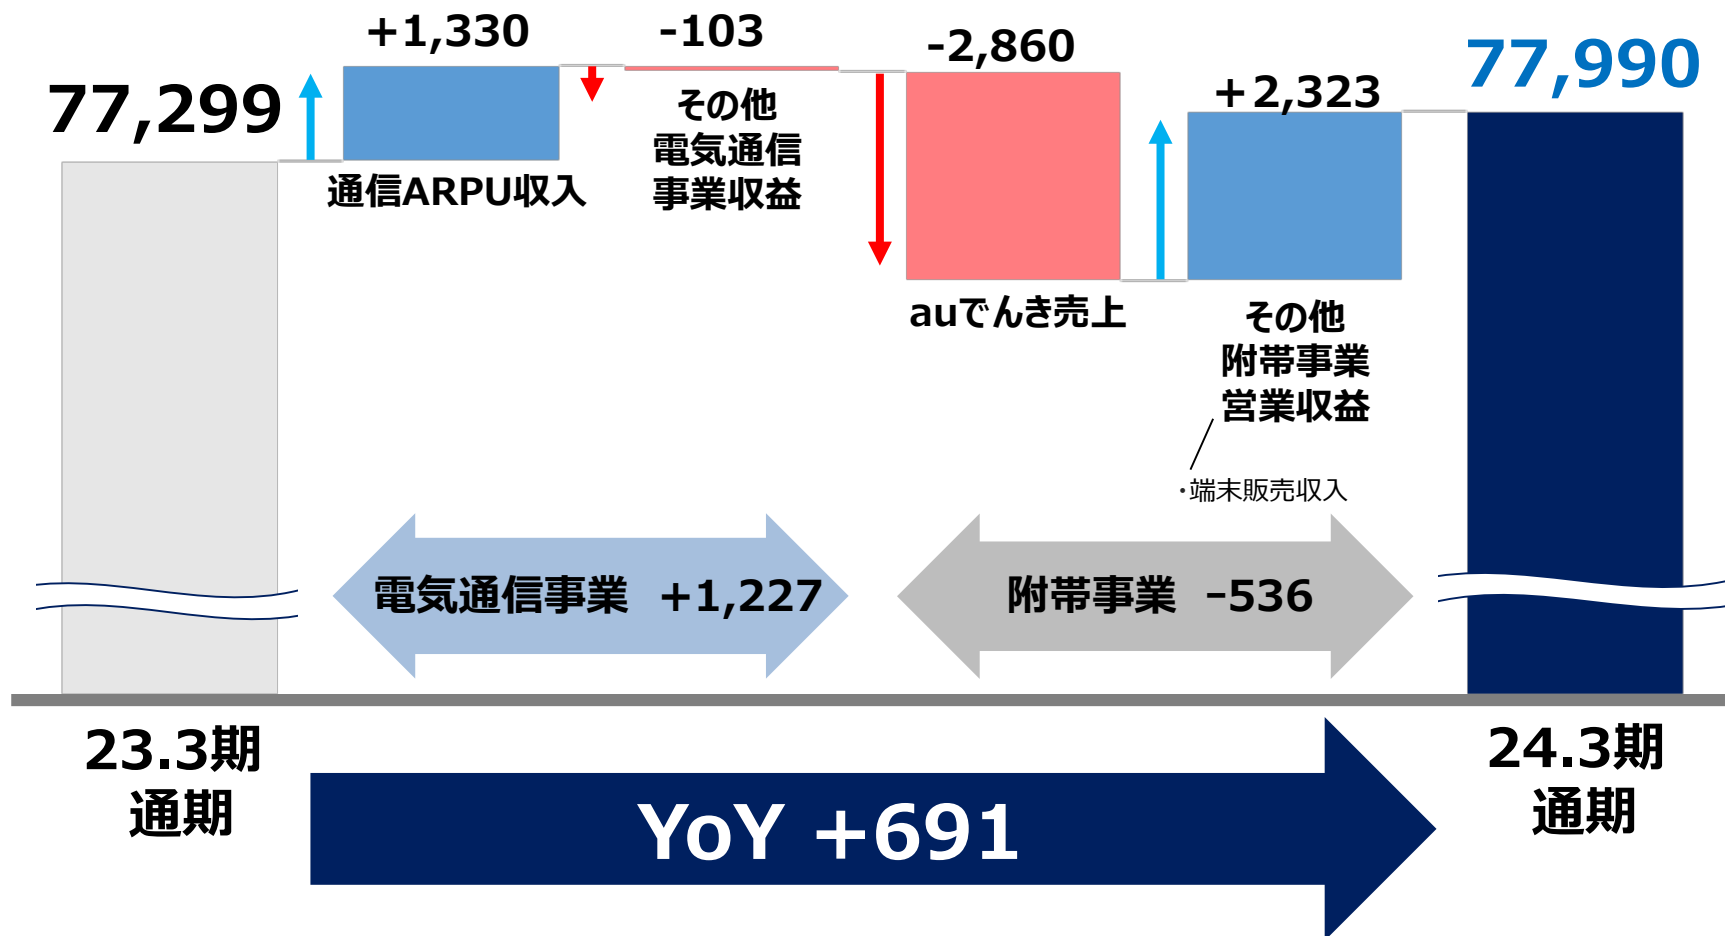 77,299
+1,330
通信ARPU収入
-103
その他
電気通信
事業収益
-2,860
auでんき売上
+2,323
その他
附帯事業
営業収益
・端末販売収入
77,990
電気通信事業 +1,227
附帯事業 -536
23.3期
通期
24.3期
通期
YoY +691